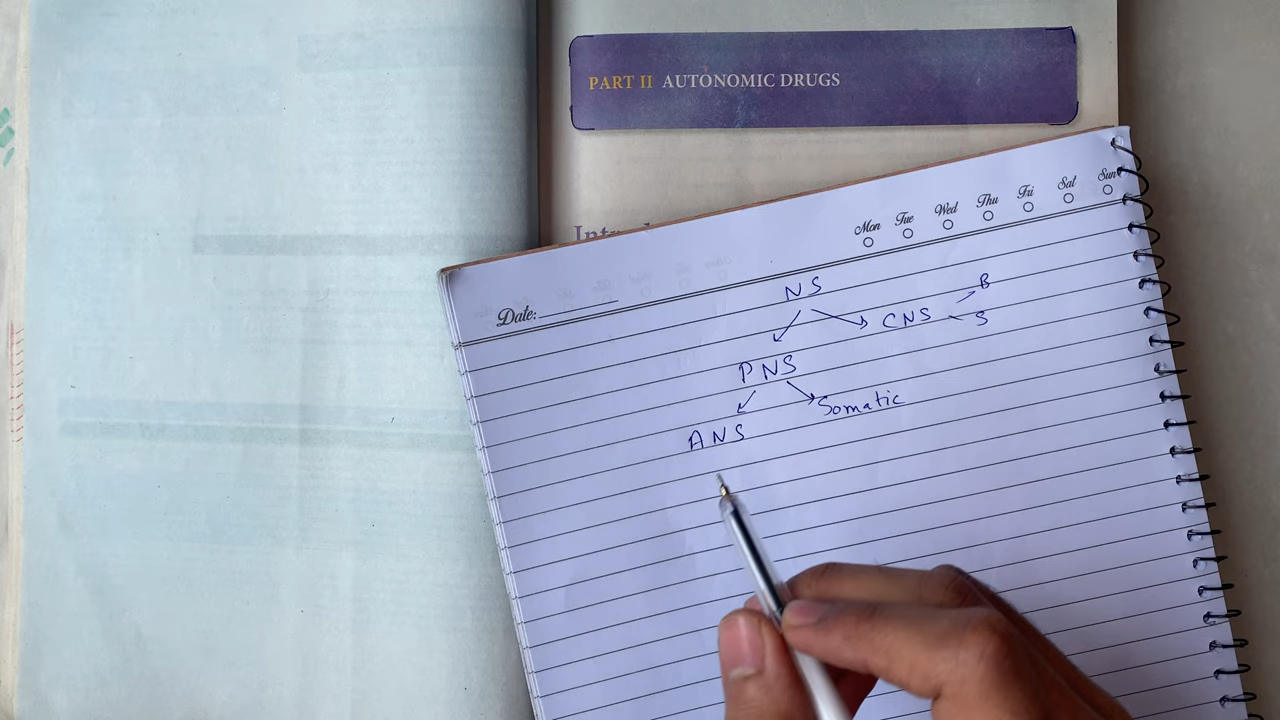 PART II AUTONOMIC DRUGS
Mon Tue Wed Thu Fri Sat Sun
Date:
NS
CNS
B
S
PNS
Somatic
ANS